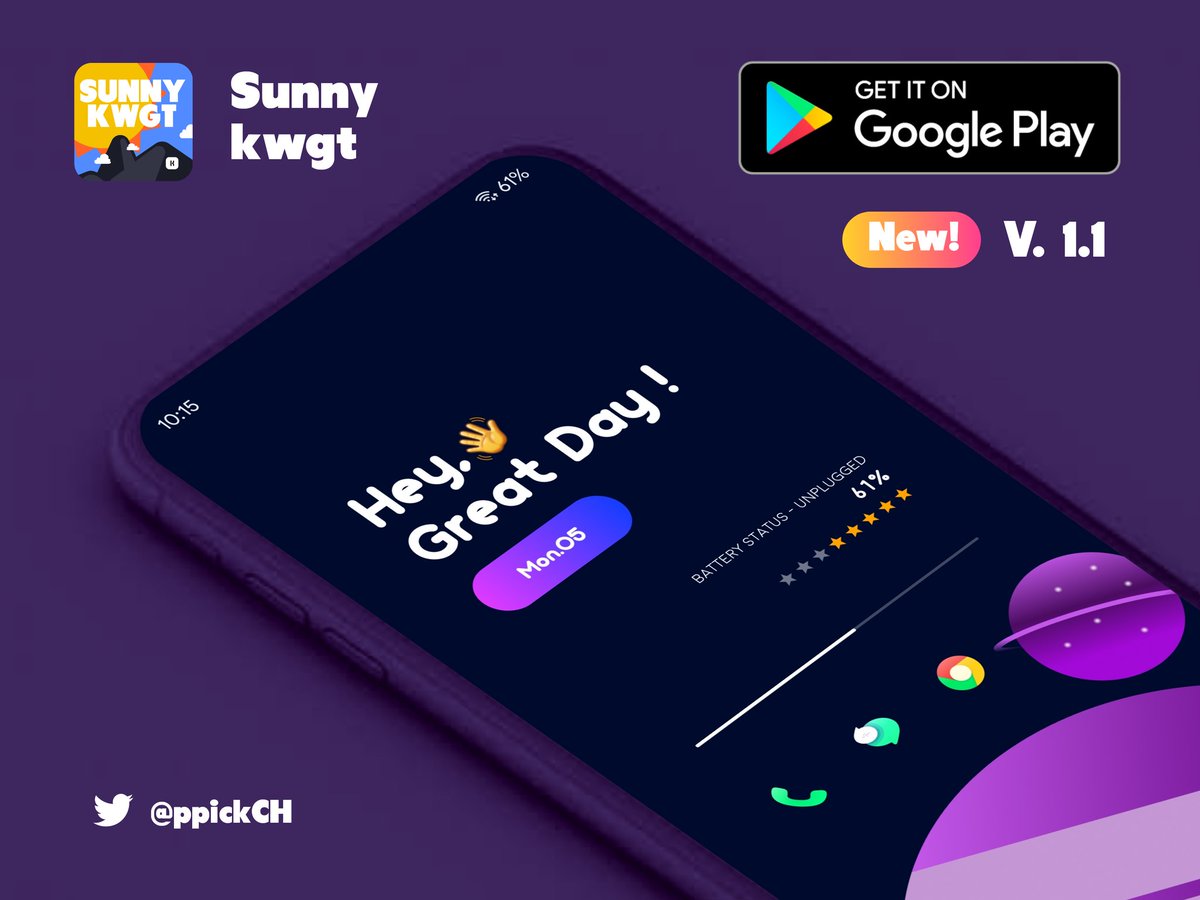 SUNNY
KWGT
Sunny
kwgt
GET IT ON
Google Play
New! V. 1.1
61%
10:15
Hey.👋
Great Day !
Mon.05
BATTERY STATUS - UNPLUGGED
61%
@ppickCH